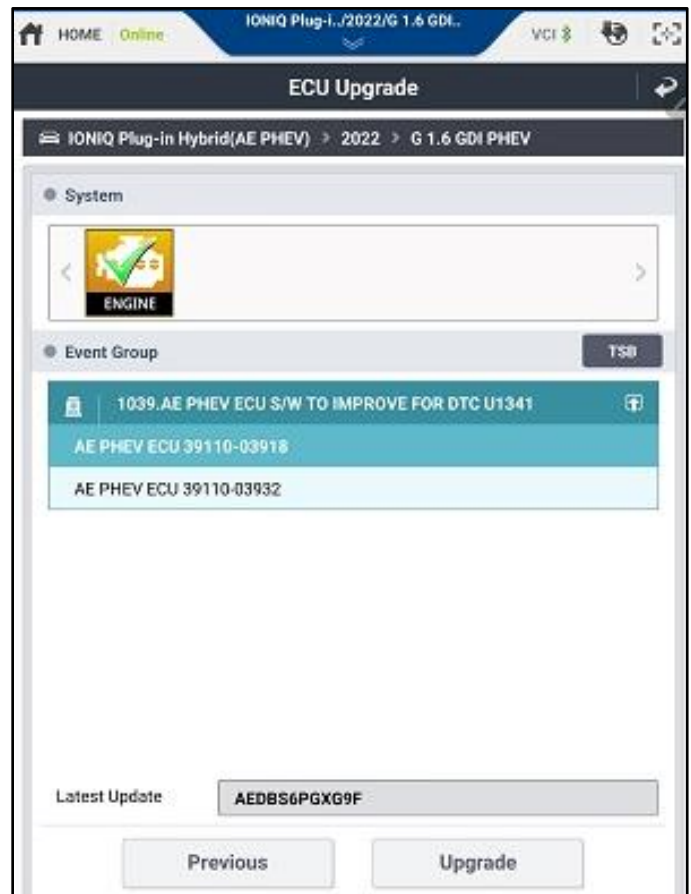 IONIQ Plug-i../2022/G 1.6 GDI..
HOME Online VCI
ECU Upgrade
IONIQ Plug-in Hybrid(AE PHEV) > 2022 > G 1.6 GDI PHEV
System
ENGINE
Event Group TSB
1039.AE PHEV ECU S/W TO IMPROVE FOR DTC U1341
AE PHEV ECU 39110-03918
AE PHEV ECU 39110-03932
Latest Update AEDBS6PGXG9F
Previous Upgrade